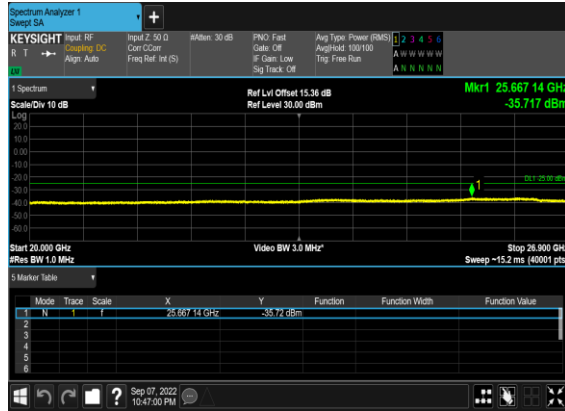 Spectrum Analyzer 1
Swept SA
+
KEYSIGHT Input: RF Input Z: 50 Ω #Atten: 30 dB PNO: Fast Avg Type: Power (RMS) 1 2 3 4 5 6
R T Coupling: DC Corr CCorr Gate: Off Avg|Hold: 100/100 A W W W W W
Align: Auto Freq Ref: Int (S) IF Gain: Low Trig: Free Run
Sig Track: Off A N N N N N
1 Spectrum Ref Lvl Offset 15.36 dB Mkr1 25.667 14 GHz
Scale/Div 10 dB Ref Level 30.00 dBm -35.717 dBm
Log
20.0
10.0
0.00
-10.0
-20.0
1
DL1 -25.00 dBm
-30.0
-40.0
-50.0
-60.0
Start 20.000 GHz Video BW 3.0 MHz* Stop 26.900 GHz
#Res BW 1.0 MHz Sweep ~15.2 ms (40001 pts)
5 Marker Table
Mode Trace Scale X Y Function Function Width Function Value
1 N 1 f 25.667 14 GHz -35.72 dBm
2
3
4
5
6
? Sep 07, 2022
10:47:00 PM